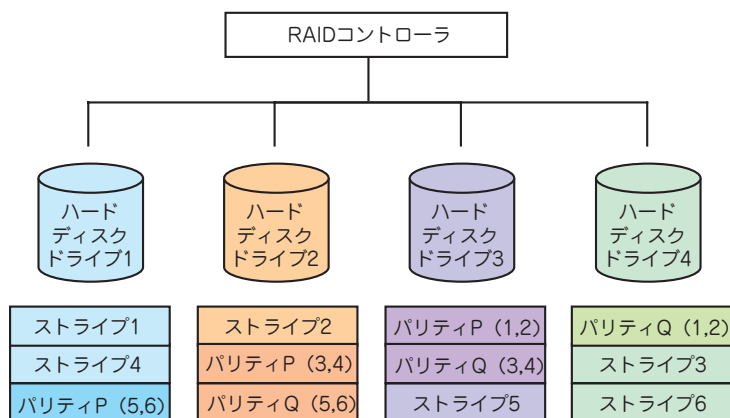 RAIDコントローラ
ハード
ディスク
ドライブ1
ハード
ディスク
ドライブ2
ハード
ディスク
ドライブ3
ハード
ディスク
ドライブ4
ストライプ1
ストライプ4
パリティP (5,6)
ストライプ2
パリティP (3,4)
パリティQ (5,6)
パリティP (1,2)
パリティQ (3,4)
ストライプ5
パリティQ (1,2)
ストライプ3
ストライプ6